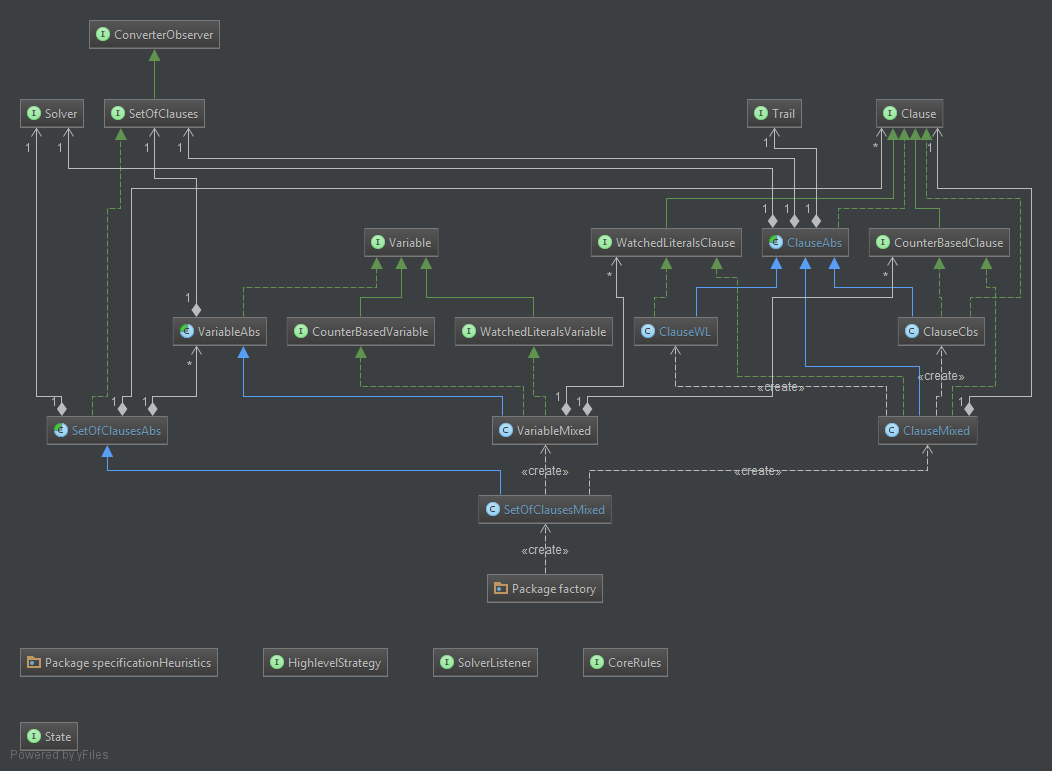 I ConverterObserver
I Solver
I SetOfClauses
I Trail
I Clause
1
1
1
1
1
*
1
1
1
1
I Variable
I WatchedLiteralsClause
C ClauseAbs
I CounterBasedClause
*
*
1
C VariableAbs
I CounterBasedVariable
I WatchedLiteralsVariable
C ClauseWL
C ClauseCbs
*
«create»
«create»
1
1
1
1
1
1
C SetOfClausesAbs
C VariableMixed
C ClauseMixed
«create»
«create»
C SetOfClausesMixed
«create»
Package factory
Package specificationHeuristics
I HighlevelStrategy
I SolverListener
I CoreRules
I State
Powered by yFiles